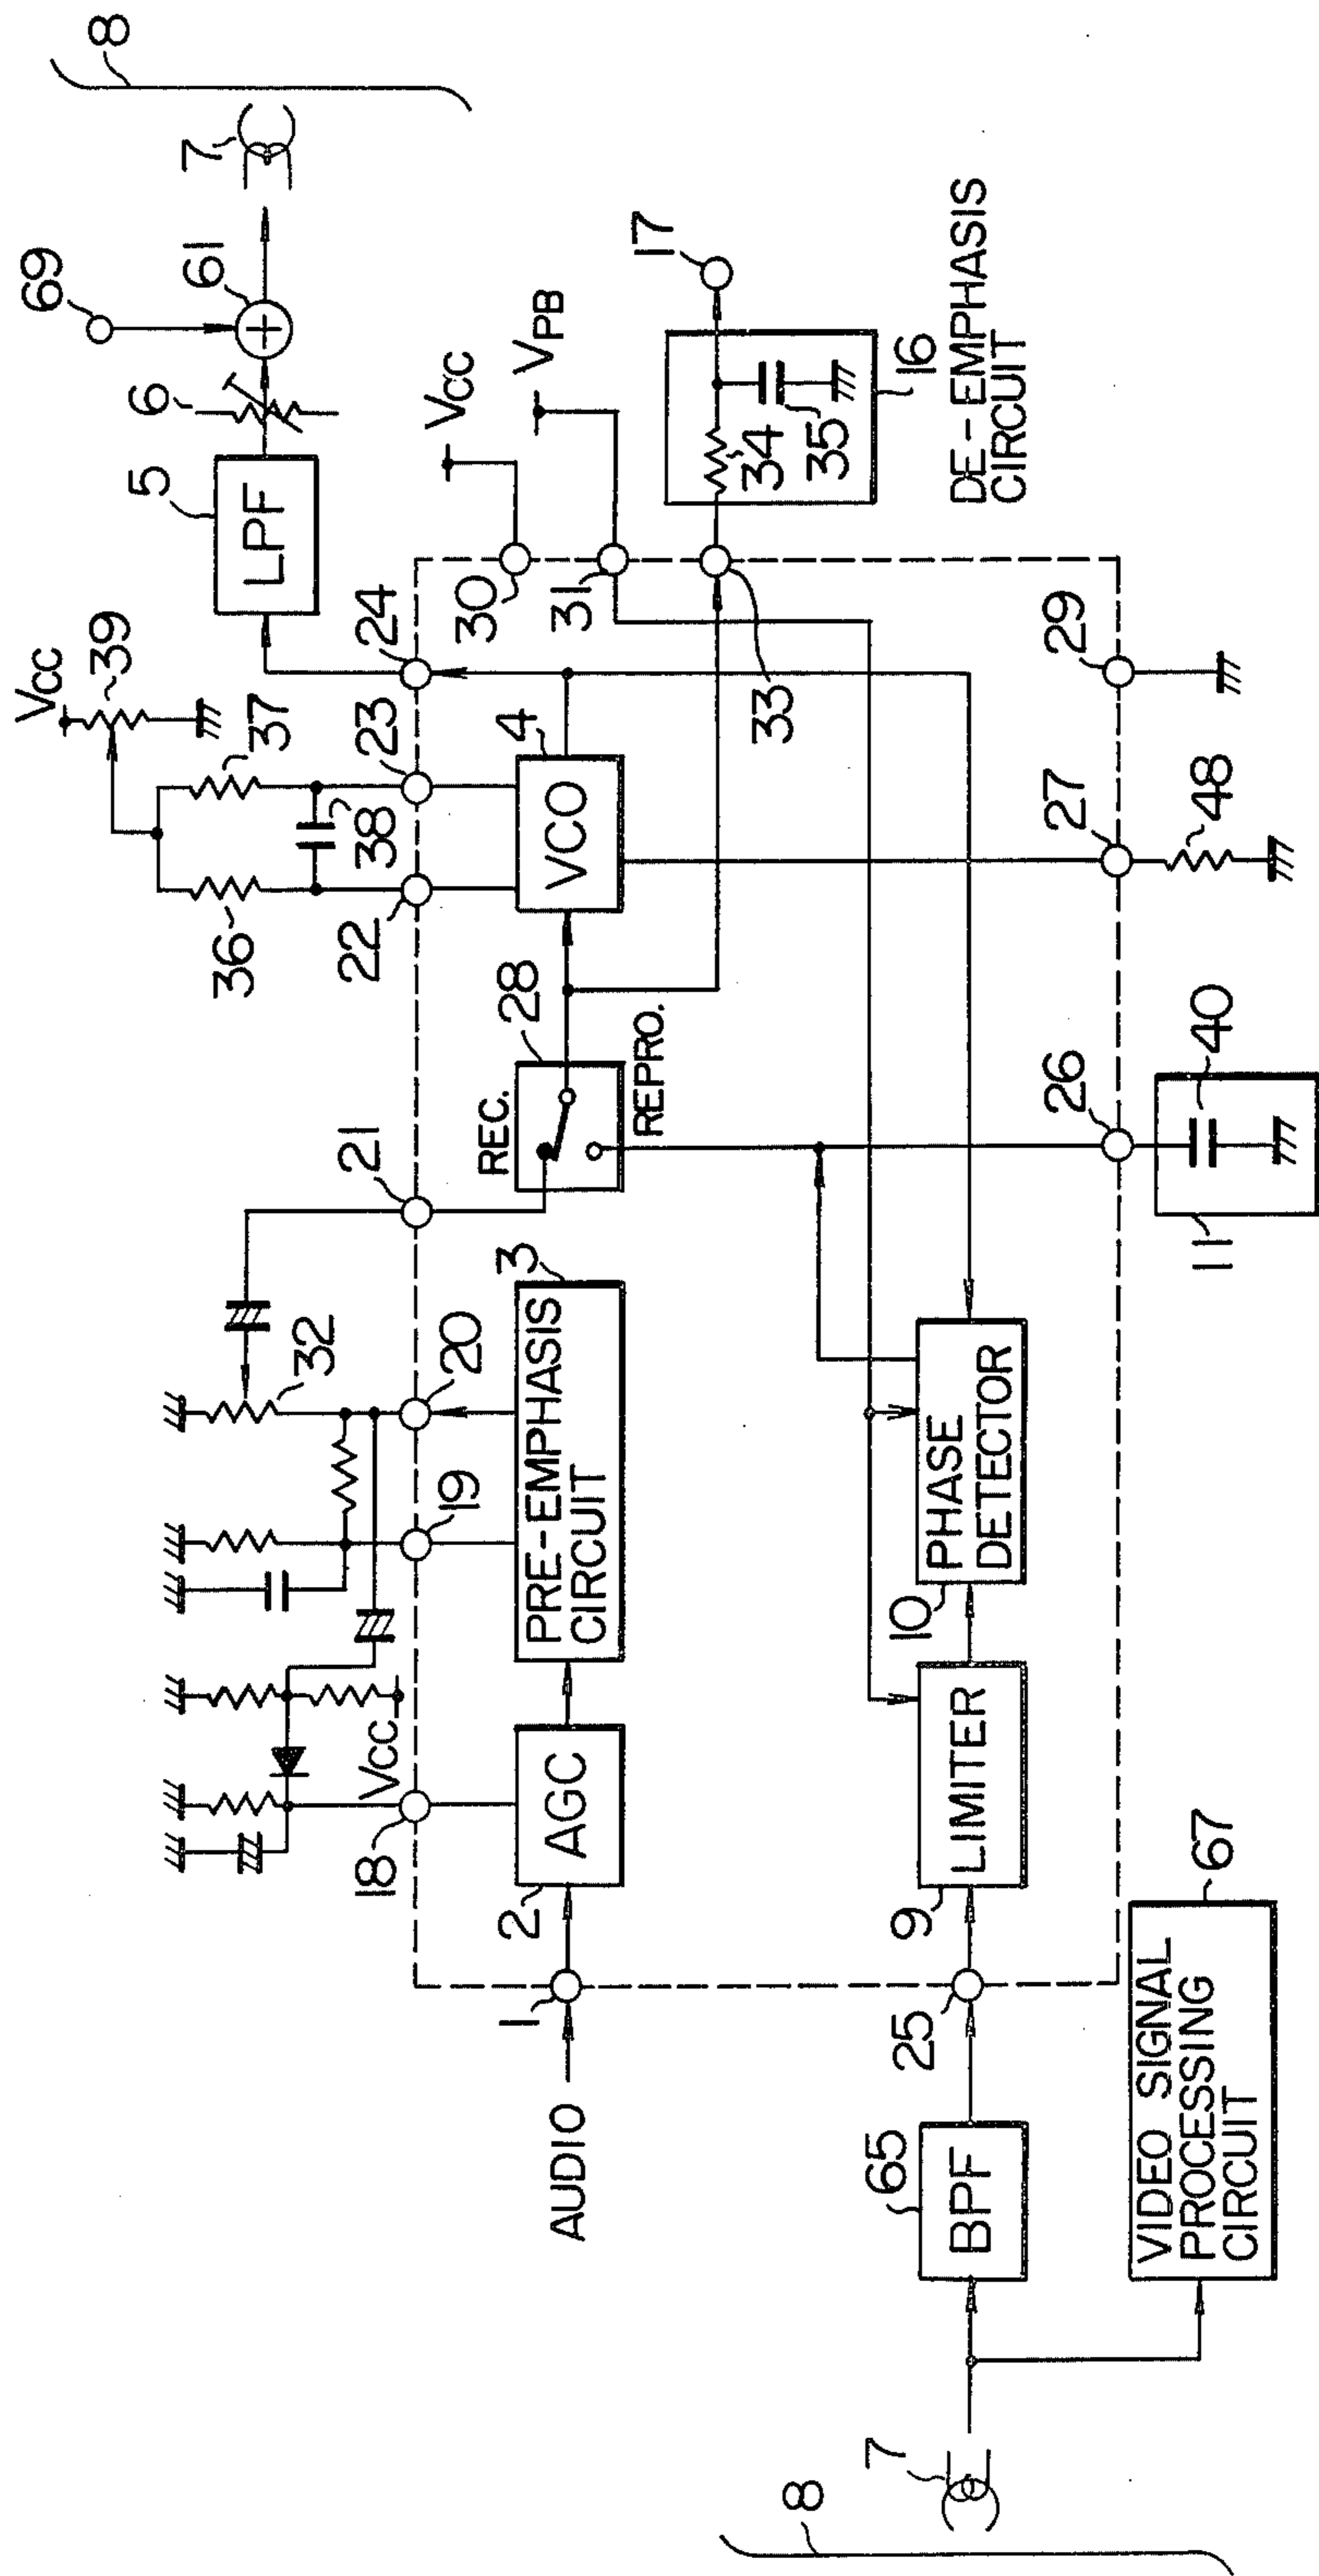 8
7
69
61
6
5
LPF
VCC
39
37
36
38
24
23
22
VCC
VPB
30
31
33
17
34
35
16
DE-EMPHASIS
CIRCUIT
4
VCO
28
REC.
REPRO.
21
32
20
19
18
VCC
3
PRE-EMPHASIS
CIRCUIT
2
AGC
1
AUDIO
29
27
48
26
40
11
10
PHASE
DETECTOR
9
LIMITER
25
65
BPF
67
VIDEO SIGNAL
PROCESSING
CIRCUIT
7
8